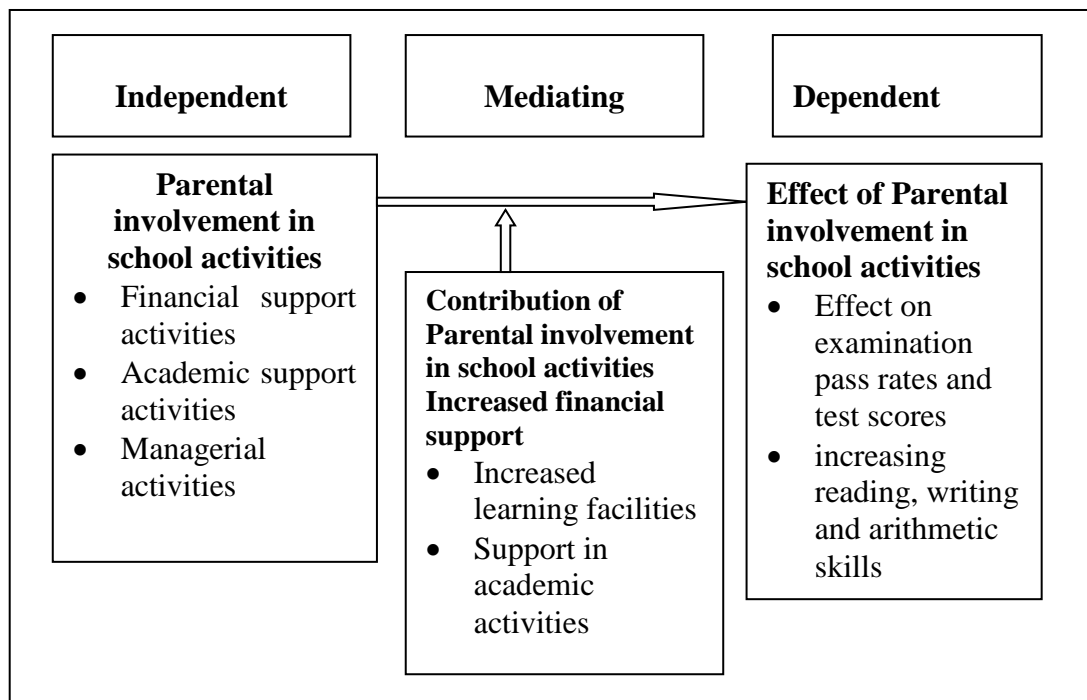 Independent
Mediating
Dependent
Parental
involvement in
school activities
• Financial support
activities
• Academic support
activities
• Managerial
activities
Contribution of
Parental involvement
in school activities
Increased financial
support
• Increased
learning facilities
• Support in
academic
activities
Effect of Parental
involvement in
school activities
• Effect on
examination
pass rates and
test scores
• increasing
reading, writing
and arithmetic
skills